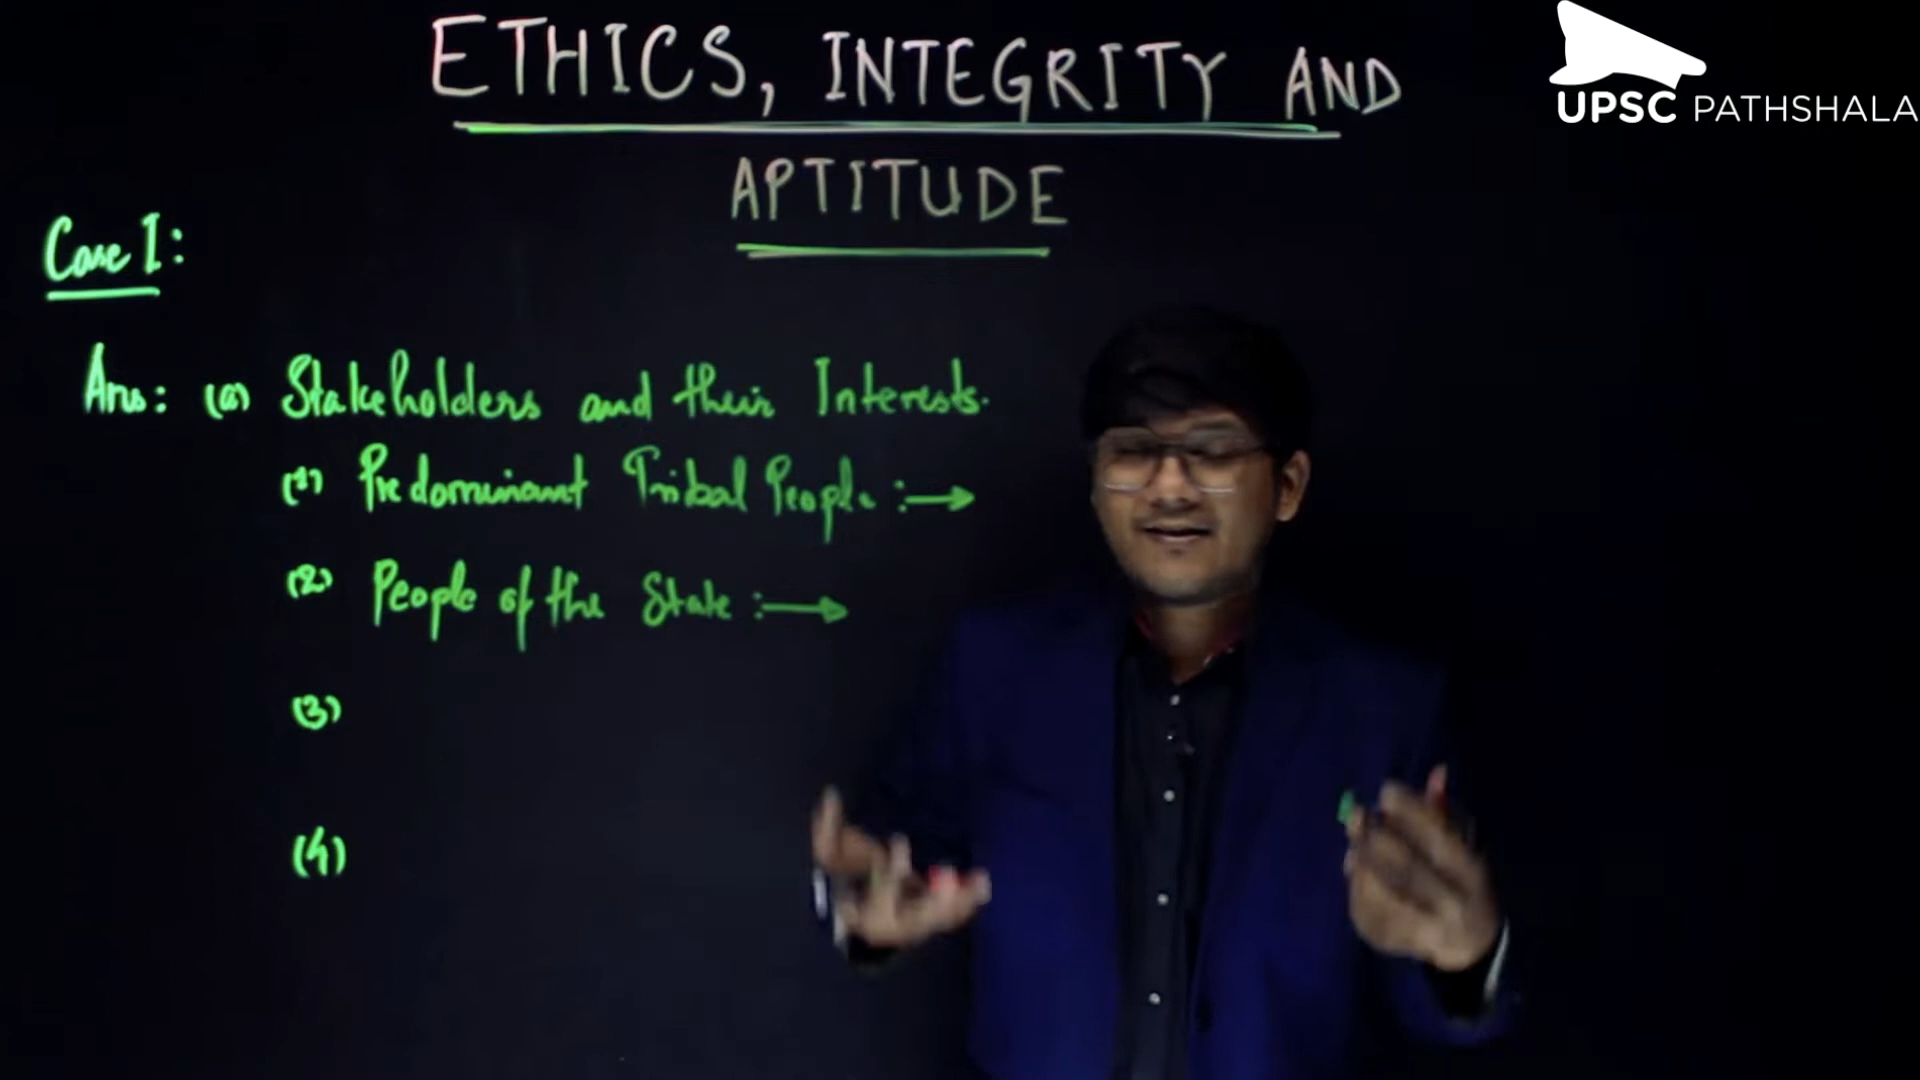 ETHICS, INTEGRITY AND
APTITUDE
UPSC PATHSHALA
Case I:
Ans: (a) Stakeholders and their Interests.
(1) Predominant Tribal People :→
(2) People of the State :→
(3)
(4)